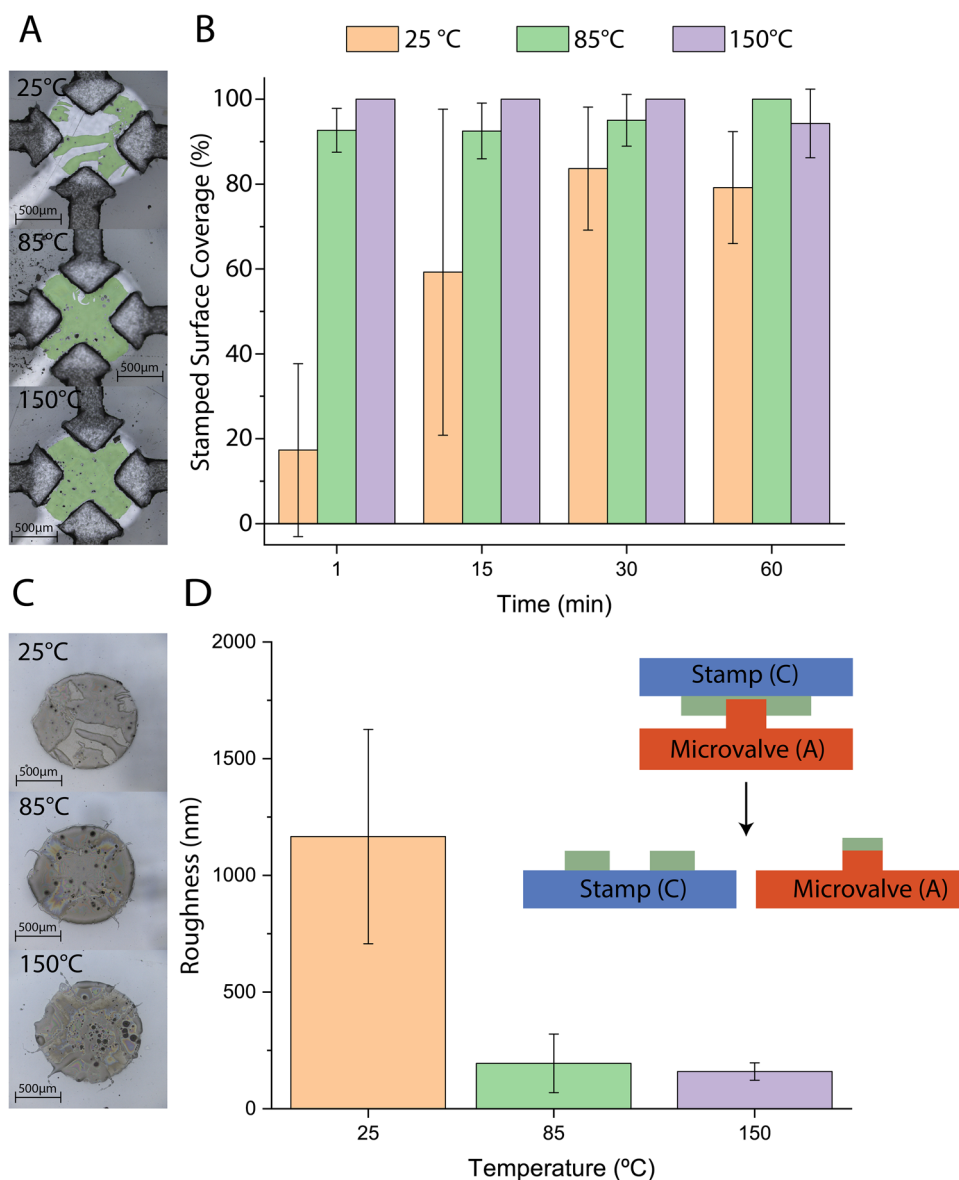 A
25°C
500µm
85°C
500µm
150°C
500µm
B
25 °C
85°C
150°C
Stamped Surface Coverage (%)
100
80
60
40
20
0
1
15
30
60
Time (min)
C
25°C
500µm
85°C
500µm
150°C
500µm
D
Roughness (nm)
2000
1500
1000
500
0
Stamp (C)
Microvalve (A)
Stamp (C)
Microvalve (A)
25
85
150
Temperature (ºC)